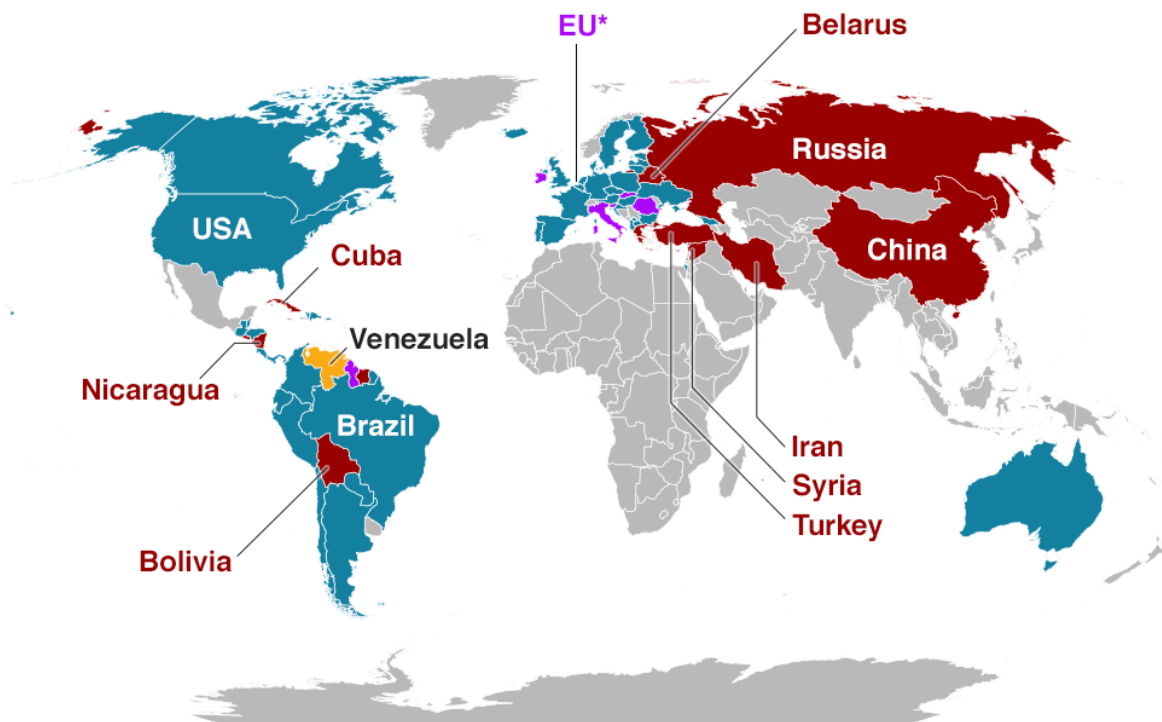 EU*
Belarus
Russia
USA
China
Cuba
Venezuela
Nicaragua
Brazil
Iran
Syria
Turkey
Bolivia